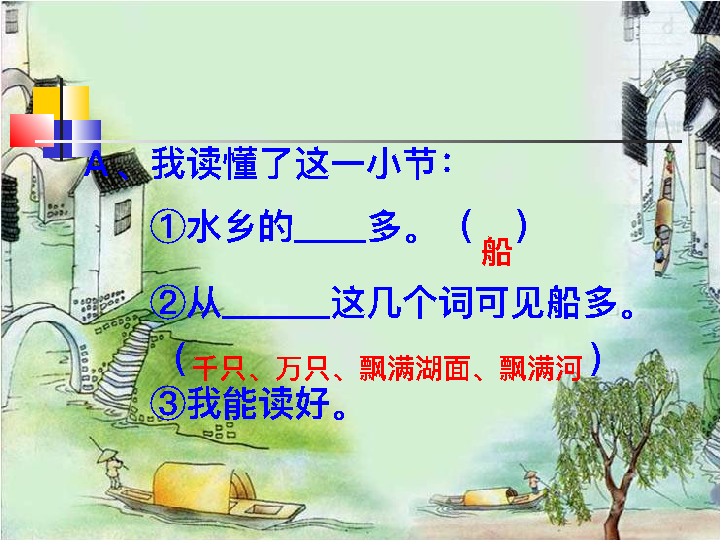 A、我读懂了这一小节：
①水乡的____多。（船）
②从______这几个词可见船多。
（千只、万只、飘满湖面、飘满河）
③我能读好。